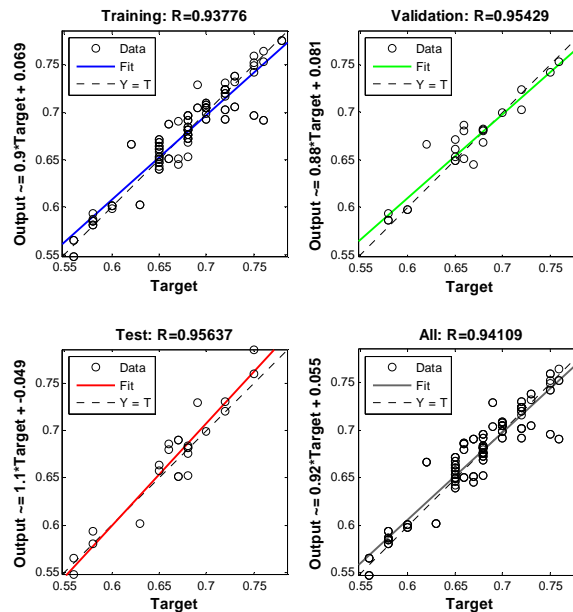 Training: R=0.93776
Output ~= 0.9*Target + 0.069
Data
Fit
Y = T
0.75
0.7
0.65
0.6
0.55
0.55 0.6 0.65 0.7 0.75
Target
Validation: R=0.95429
Output ~= 0.88*Target + 0.081
Data
Fit
Y = T
0.75
0.7
0.65
0.6
0.55
0.55 0.6 0.65 0.7 0.75
Target
Test: R=0.95637
Output ~= 1.1*Target + -0.049
Data
Fit
Y = T
0.75
0.7
0.65
0.6
0.55
0.55 0.6 0.65 0.7 0.75
Target
All: R=0.94109
Output ~= 0.92*Target + 0.055
Data
Fit
Y = T
0.75
0.7
0.65
0.6
0.55
0.55 0.6 0.65 0.7 0.75
Target